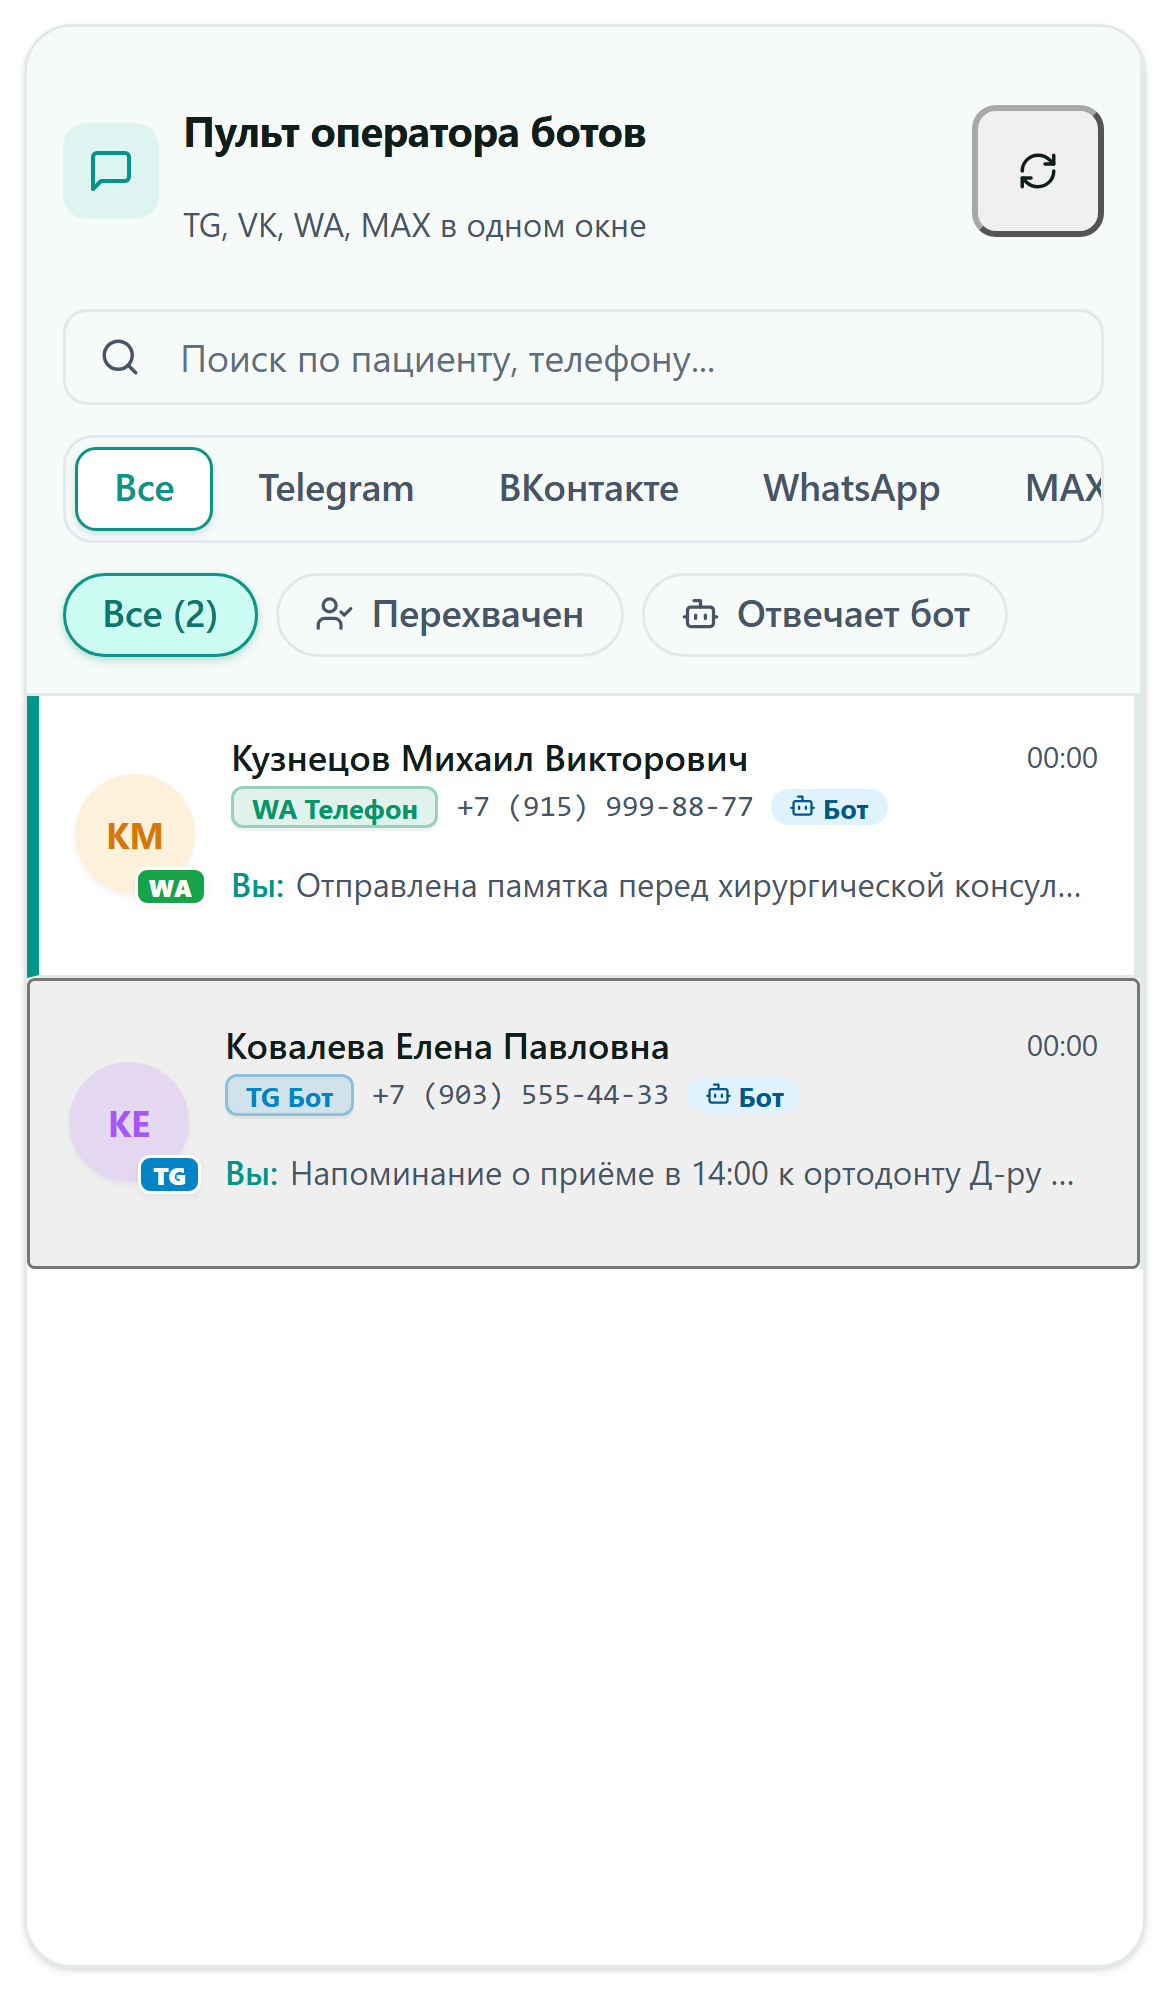 Пульт оператора ботов
TG, VK, WA, MAX в одном окне
Поиск по пациенту, телефону...
Все Telegram ВКонтакте WhatsApp MAX
Все (2) Перехвачен Отвечает бот
Кузнецов Михаил Викторович 00:00
КМ
WA Телефон +7 (915) 999-88-77 Бот
WA
Вы: Отправлена памятка перед хирургической консул...
Ковалева Елена Павловна 00:00
КЕ
TG Бот +7 (903) 555-44-33 Бот
TG
Вы: Напоминание о приёме в 14:00 к ортодонту Д-ру ...